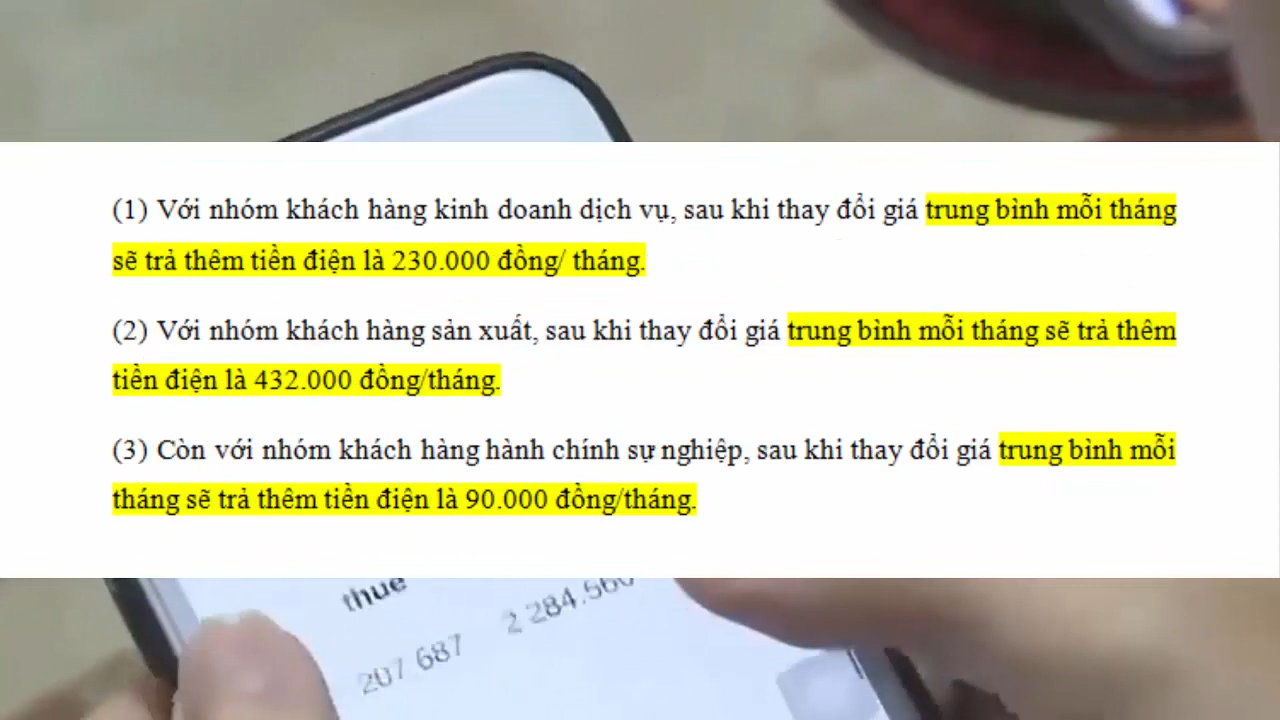 (1) Với nhóm khách hàng kinh doanh dịch vụ, sau khi thay đổi giá trung bình mỗi tháng
sẽ trả thêm tiền điện là 230.000 đồng/ tháng.
(2) Với nhóm khách hàng sản xuất, sau khi thay đổi giá trung bình mỗi tháng sẽ trả thêm
tiền điện là 432.000 đồng/tháng.
(3) Còn với nhóm khách hàng hành chính sự nghiệp, sau khi thay đổi giá trung bình mỗi
tháng sẽ trả thêm tiền điện là 90.000 đồng/tháng.
thuê
207.687 2.284.560